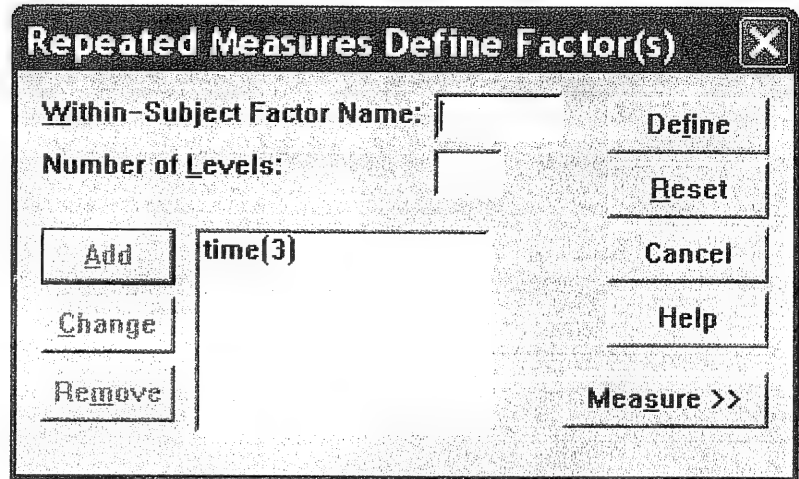 Repeated Measures Define Factor(s)
Within-Subject Factor Name:
Define
Number of Levels:
Reset
Add
time(3)
Cancel
Change
Help
Remove
Measure >>